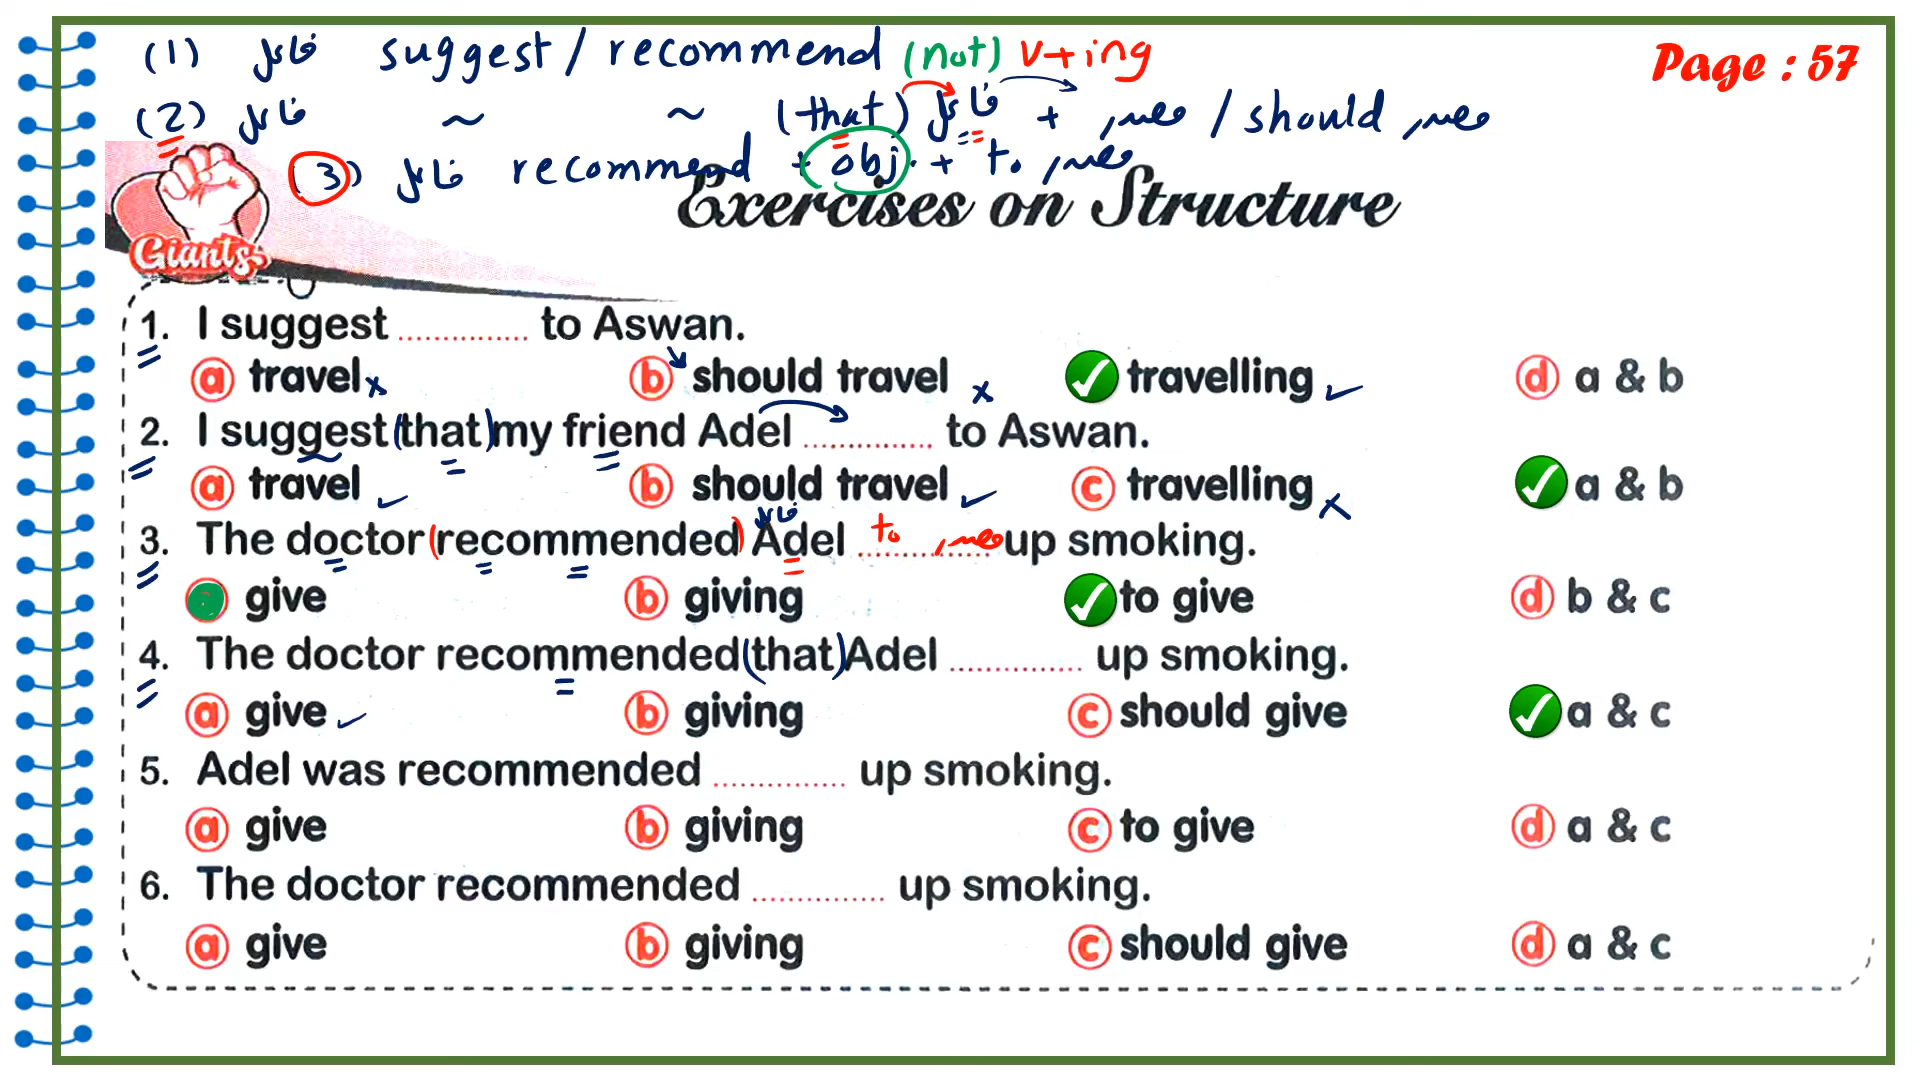 (1) فاعل suggest / recommend (not) v+ing
Page : 57
(2) فاعل ~ ~ (that) فاعل + مصدر / should مصدر
(3) فاعل recommend + obj. + to مصدر
Exercises on Structure
Giants
1. I suggest ............... to Aswan.
a travel x b should travel x ✓ travelling ✓ d a & b
2. I suggest (that) my friend Adel ............... to Aswan.
a travel ✓ b should travel ✓ c travelling x ✓ a & b
فاعل
3. The doctor (recommended) Adel to مصدر up smoking.
give b giving ✓ to give d b & c
4. The doctor recommended (that) Adel ............... up smoking.
a give ✓ b giving c should give ✓ a & c
5. Adel was recommended ............... up smoking.
a give b giving c to give d a & c
6. The doctor recommended ............... up smoking.
a give b giving c should give d a & c